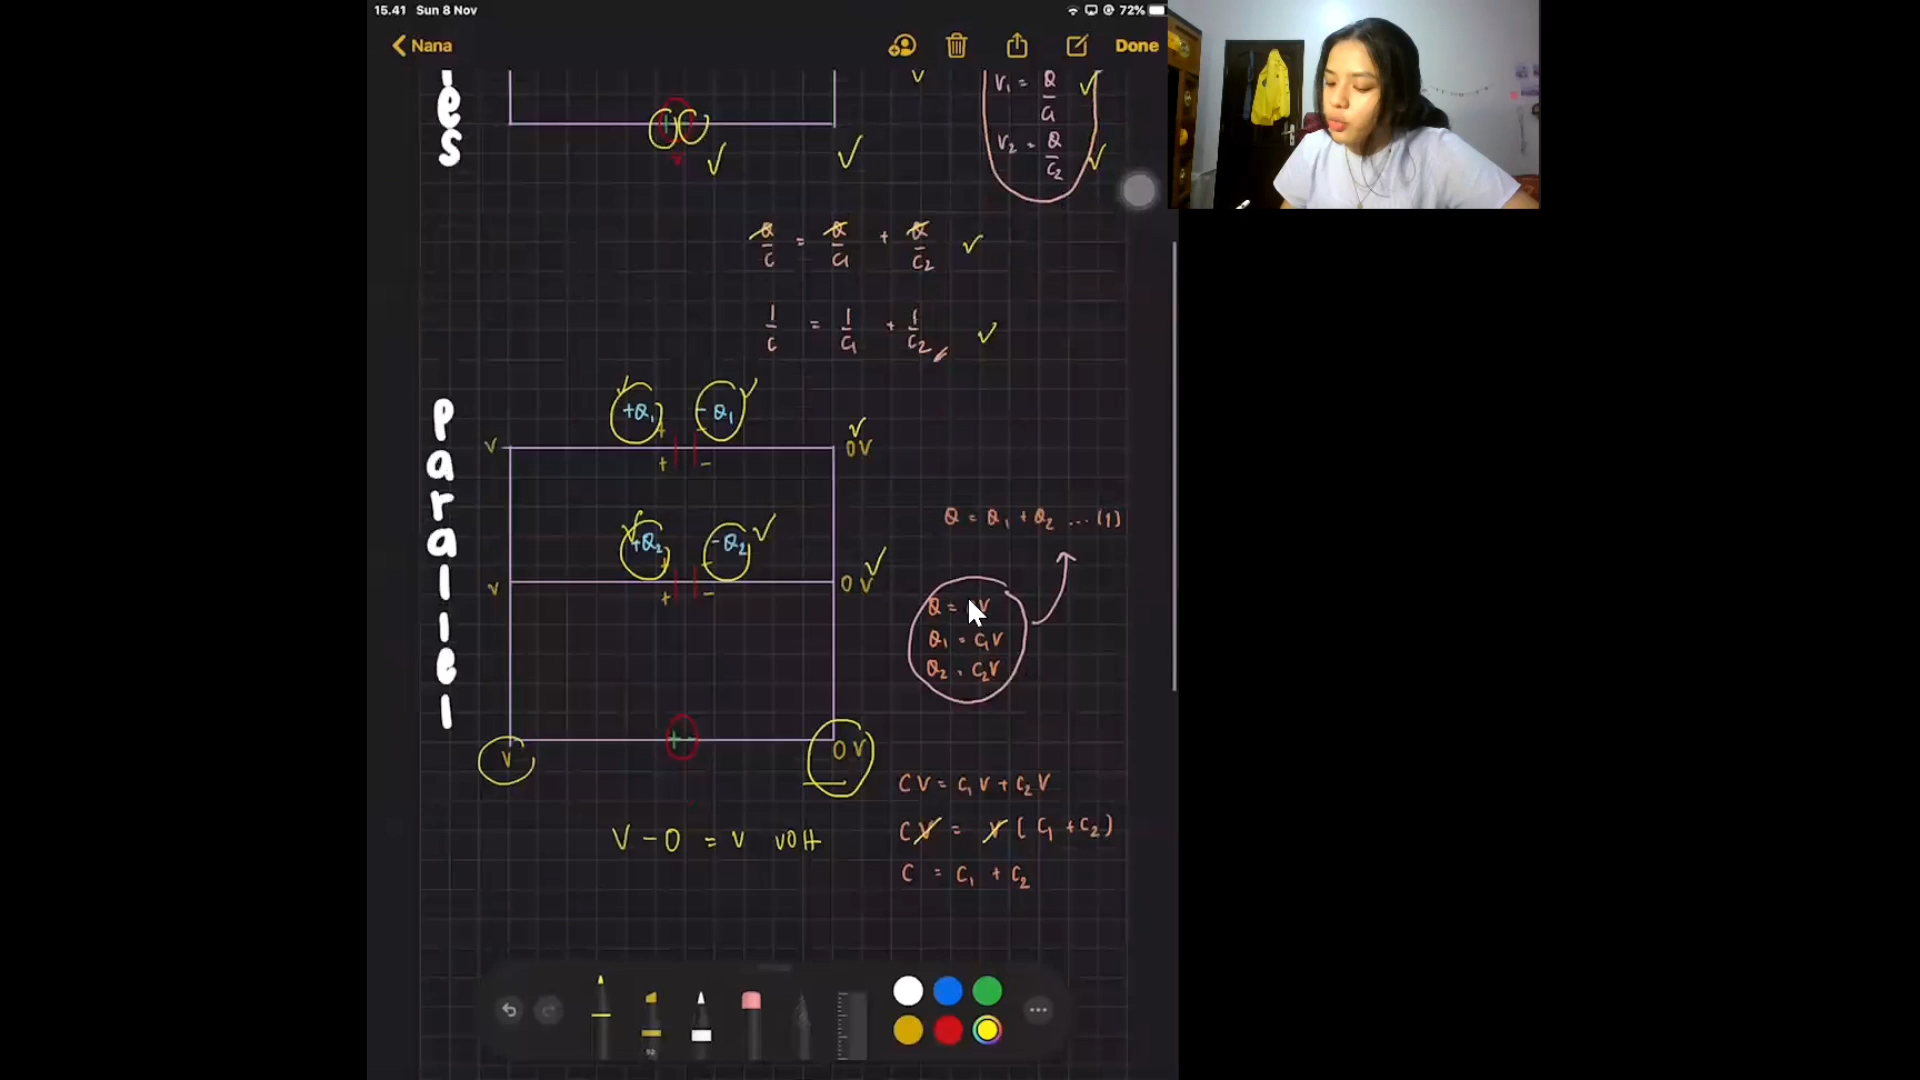 15.41 Sun 8 Nov
72%
Nana
Done
es
V
V₁ = Q/C₁
V₂ = Q/C₂
Q/C = Q/C₁ + Q/C₂
1/C = 1/C₁ + 1/C₂
Parallel
+Q₁ -Q₁
V 0V
+ -
+Q₂ -Q₂
V 0V
+ -
Q = Q₁ + Q₂ ... (1)
Q = V
Q₁ = C₁V
Q₂ = C₂V
+ -
V 0V
CV = C₁V + C₂V
CV = V(C₁ + C₂)
C = C₁ + C₂
V - 0 = V volt